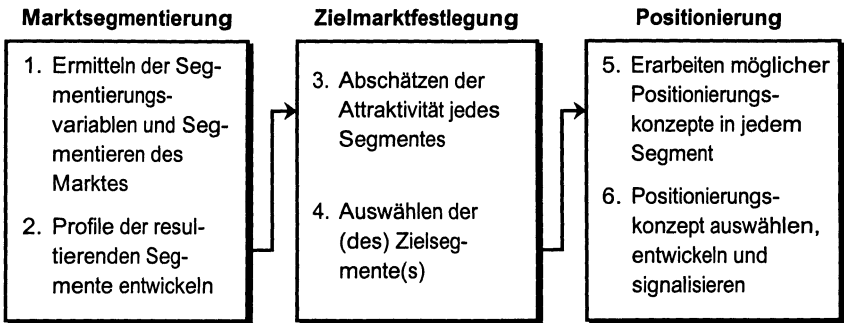 Marktsegmentierung
1. Ermitteln der Seg-
mentierungs-
variablen und Seg-
mentieren des
Marktes
2. Profile der resul-
tierenden Seg-
mente entwickeln
Zielmarktfestlegung
3. Abschätzen der
Attraktivität jedes
Segmentes
4. Auswählen der
(des) Zielseg-
mente(s)
Positionierung
5. Erarbeiten möglicher
Positionierungs-
konzepte in jedem
Segment
6. Positionierungs-
konzept auswählen,
entwickeln und
signalisieren